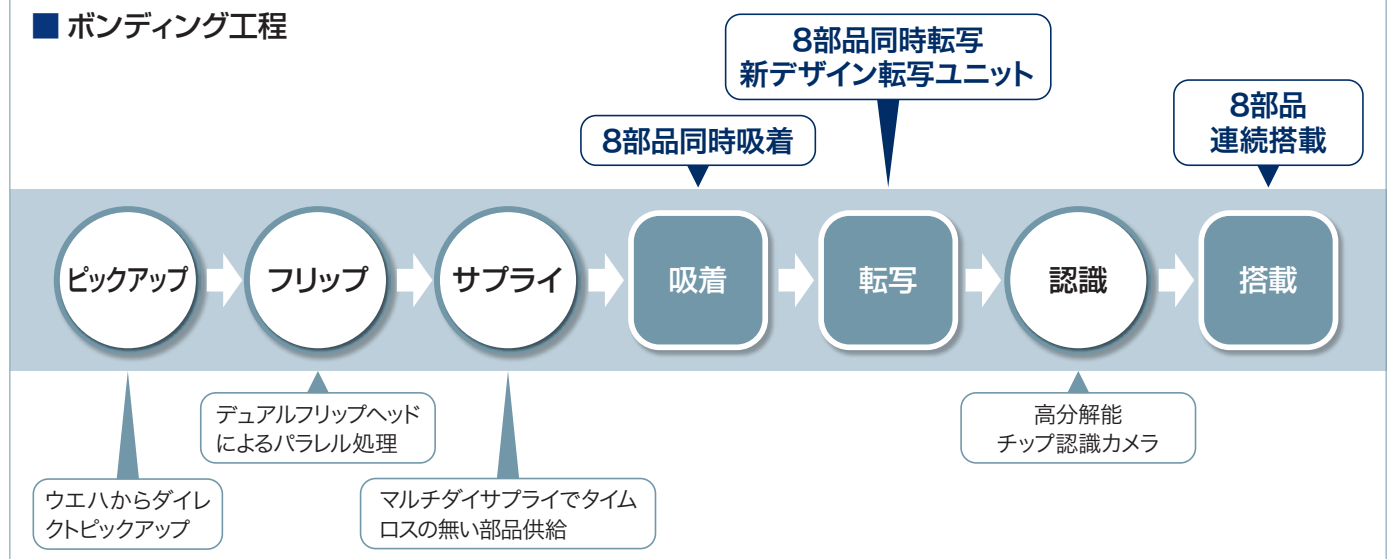 ■ ボンディング工程
8部品同時転写
新デザイン転写ユニット
8部品同時吸着
8部品
連続搭載
ピックアップ
フリップ
サプライ
吸着
転写
認識
搭載
デュアルフリップヘッド
によるパラレル処理
高分解能
チップ認識カメラ
ウエハからダイレ
クトピックアップ
マルチダイサプライでタイム
ロスの無い部品供給